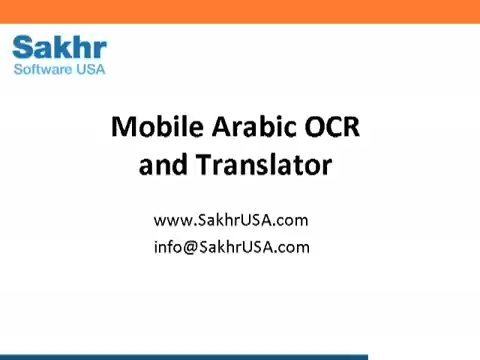 Sakhr
Software USA
Mobile Arabic OCR
and Translator
www.SakhrUSA.com
info@SakhrUSA.com